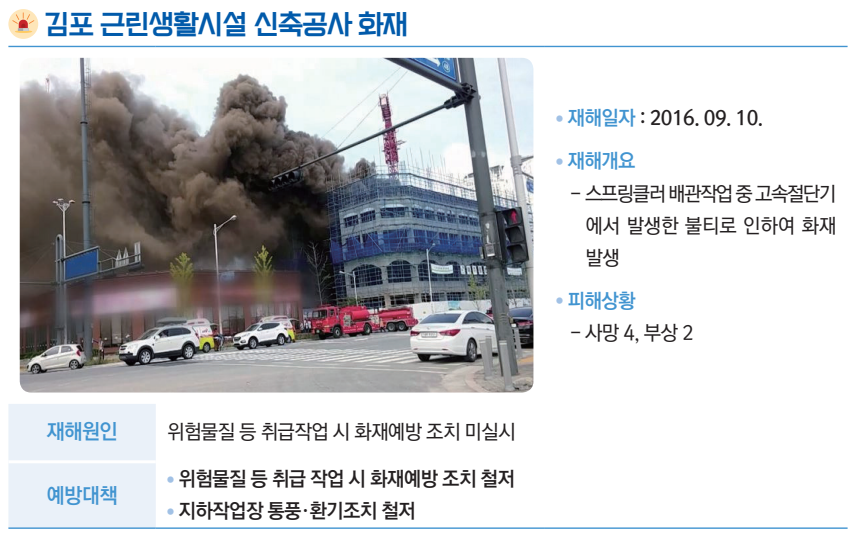 김포 근린생활시설 신축공사 화재
• 재해일자 : 2016. 09. 10.
• 재해개요
– 스프링클러 배관작업 중 고속절단기
에서 발생한 불티로 인하여 화재
발생
• 피해상황
– 사망 4, 부상 2
재해원인
위험물질 등 취급작업 시 화재예방 조치 미실시
예방대책
• 위험물질 등 취급 작업 시 화재예방 조치 철저
• 지하작업장 통풍·환기조치 철저